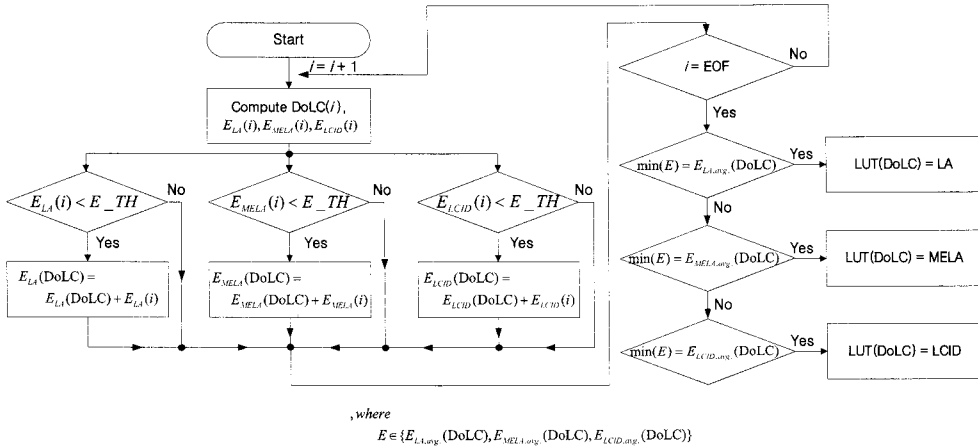 Start
i = i + 1
Compute DoLC(i),
E_LA(i), E_MELA(i), E_LCID(i)
E_LA(i) < E_TH
No
Yes
E_LA(DoLC) =
E_LA(DoLC) + E_LA(i)
E_MELA(i) < E_TH
No
Yes
E_MELA(DoLC) =
E_MELA(DoLC) + E_MELA(i)
E_LCID(i) < E_TH
No
Yes
E_LCID(DoLC) =
E_LCID(DoLC) + E_LCID(i)
i = EOF
No
Yes
min(E) = E_LA,avg.(DoLC)
Yes
LUT(DoLC) = LA
No
min(E) = E_MELA,avg.(DoLC)
Yes
LUT(DoLC) = MELA
No
min(E) = E_LCID,avg.(DoLC)
Yes
LUT(DoLC) = LCID
, where
E ∈ {E_LA,avg.(DoLC), E_MELA,avg.(DoLC), E_LCID,avg.(DoLC)}